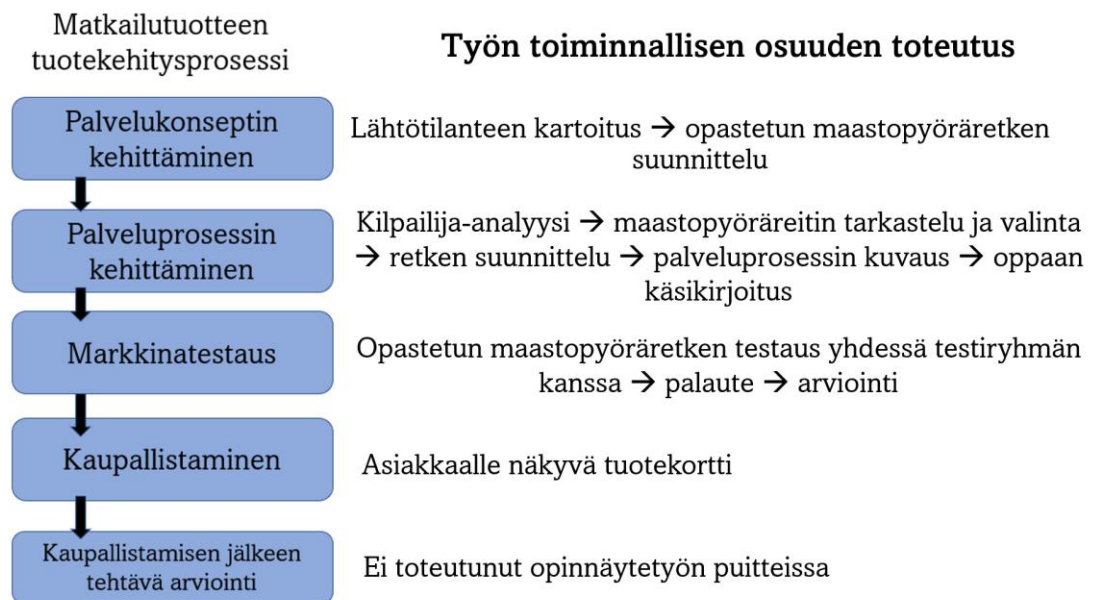 Matkailutuotteen
tuotekehitysprosessi
Työn toiminnallisen osuuden toteutus
Palvelukonseptin
kehittäminen
Lähtötilanteen kartoitus → opastetun maastopyöräretken
suunnittelu
Palveluprosessin
kehittäminen
Kilpailija-analyysi → maastopyöräreitin tarkastelu ja valinta
→ retken suunnittelu → palveluprosessin kuvaus → oppaan
käsikirjoitus
Markkinatestaus
Opastetun maastopyöräretken testaus yhdessä testiryhmän
kanssa → palaute → arviointi
Kaupallistaminen
Asiakkaalle näkyvä tuotekortti
Kaupallistamisen jälkeen
tehtävä arviointi
Ei toteutunut opinnäytetyön puitteissa